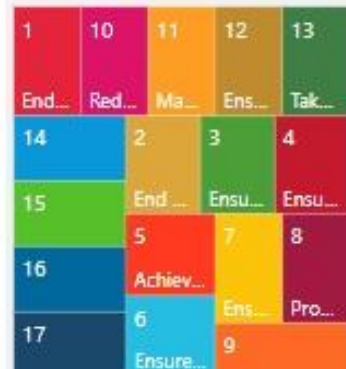 1 10 11 12 13
End... Red... Ma... Ens... Tak...
14 2 3 4
End ... Ensu... Ensu...
15
5 7 8
Achiev...
16
Ens... Pro...
6
17 9
Ensure...